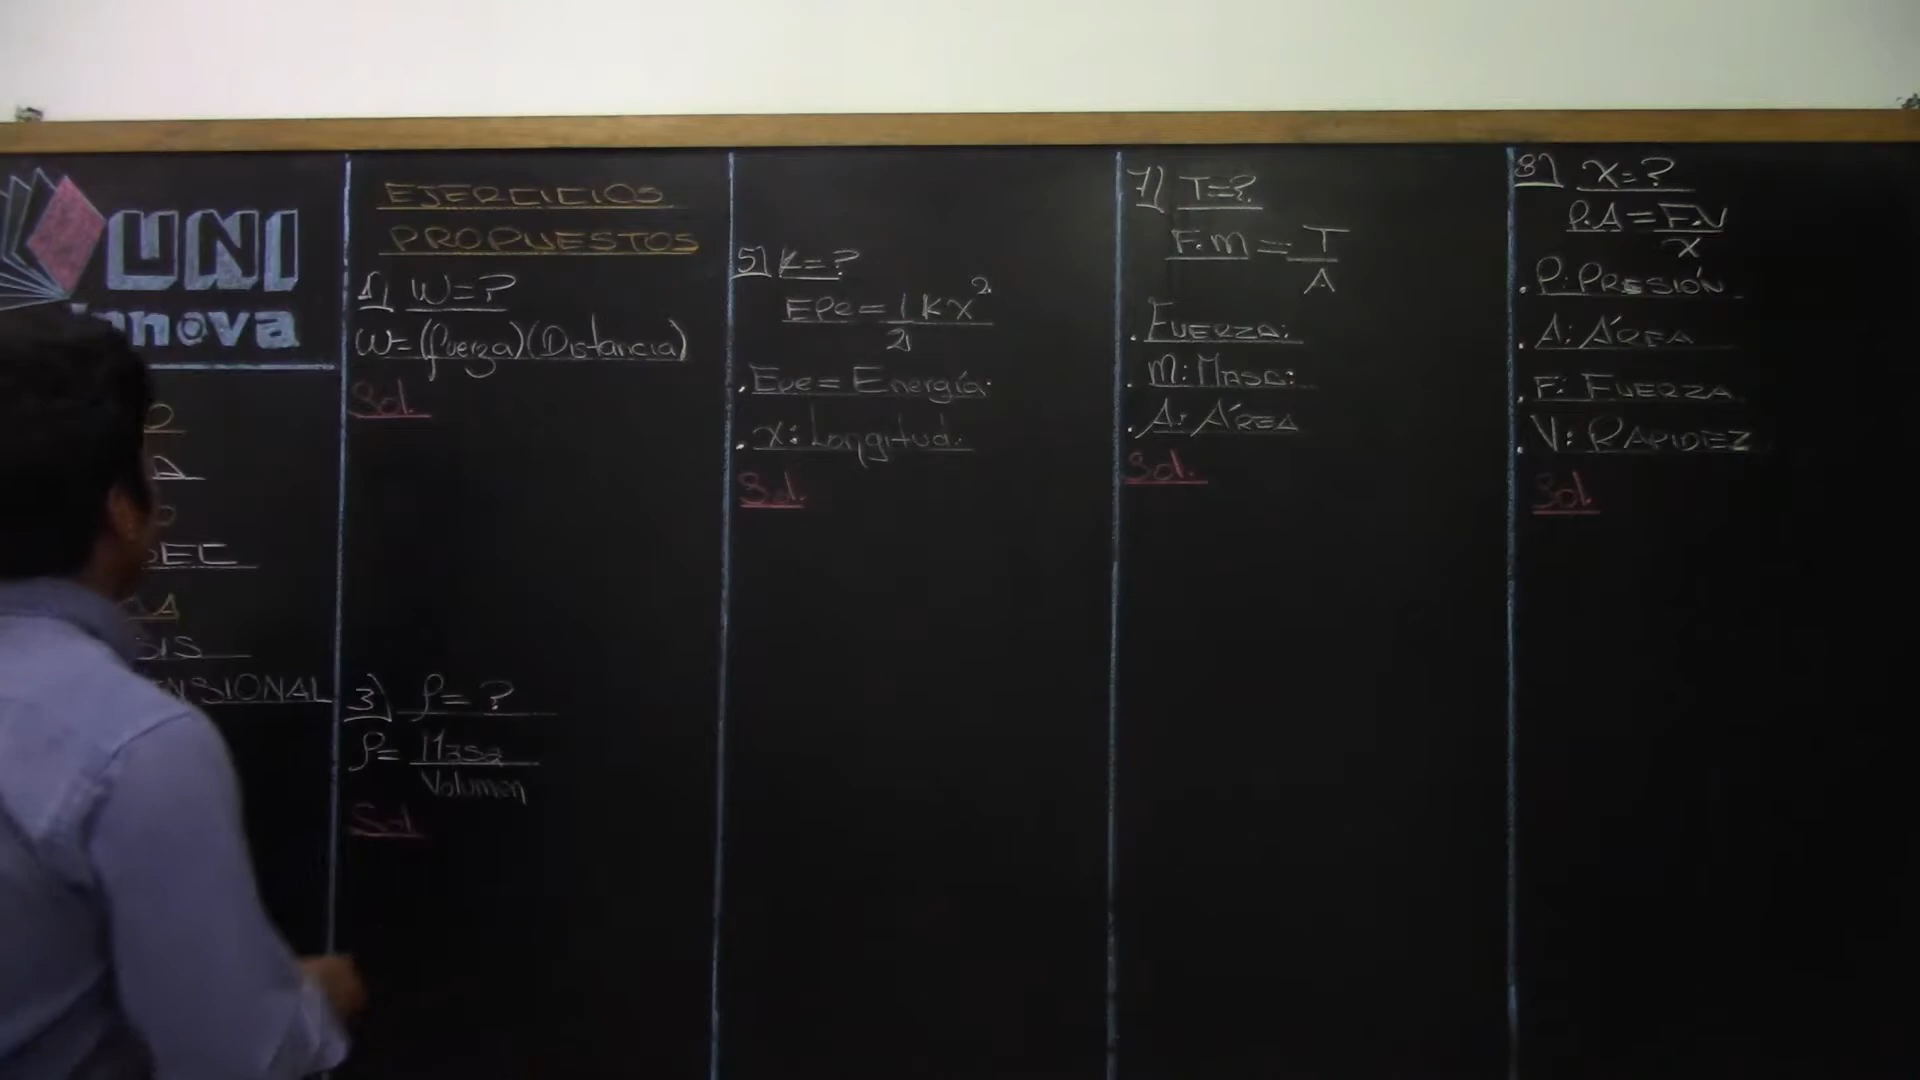 UNI
innova
DEC
EJERCICIOS
PROPUESTOS
1) W=?
W=(fuerza)(Distancia)
Sol.
3) ρ= ?
ρ= Masa
Volumen
Sol
5) K=?
EPe= 1 K x²
2
. Epe= Energía.
. x: Longitud.
Sol.
7) T=?
F.m = T
A
. FUERZA:
. m: MASA:
. A: ÁREA
Sol.
8) X=?
P.A = F.V
X
. P: PRESIÓN
. A: ÁREA
. F: FUERZA
. V: RAPIDEZ
Sol.